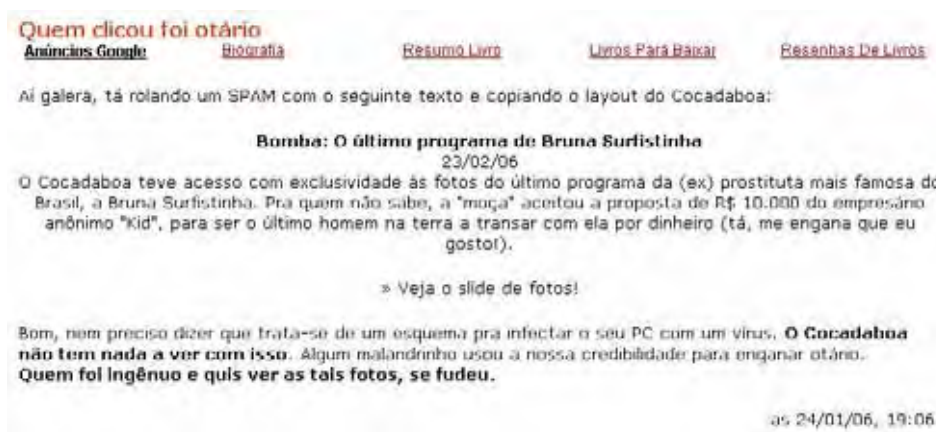 Quem clicou foi otário
Anúncios Google Biografia Resumo Livro Livros Para Baixar Resenhas De Livros
Aí galera, tá rolando um SPAM com o seguinte texto e copiando o layout do Cocadaboa:
Bomba: O último programa de Bruna Surfistinha
23/02/06
O Cocadaboa teve acesso com exclusividade às fotos do último programa da (ex) prostituta mais famosa do
Brasil, a Bruna Surfistinha. Pra quem não sabe, a "moça" aceitou a proposta de R$ 10.000 do empresário
anônimo "Kid", para ser o último homem na terra a transar com ela por dinheiro (tá, me engana que eu
gosto!).
» Veja o slide de fotos!
Bom, nem preciso dizer que trata-se de um esquema pra infectar o seu PC com um vírus. O Cocadaboa
não tem nada a ver com isso. Algum malandrinho usou a nossa credibilidade para enganar otário.
Quem foi ingênuo e quis ver as tais fotos, se fudeu.
as 24/01/06, 19:06